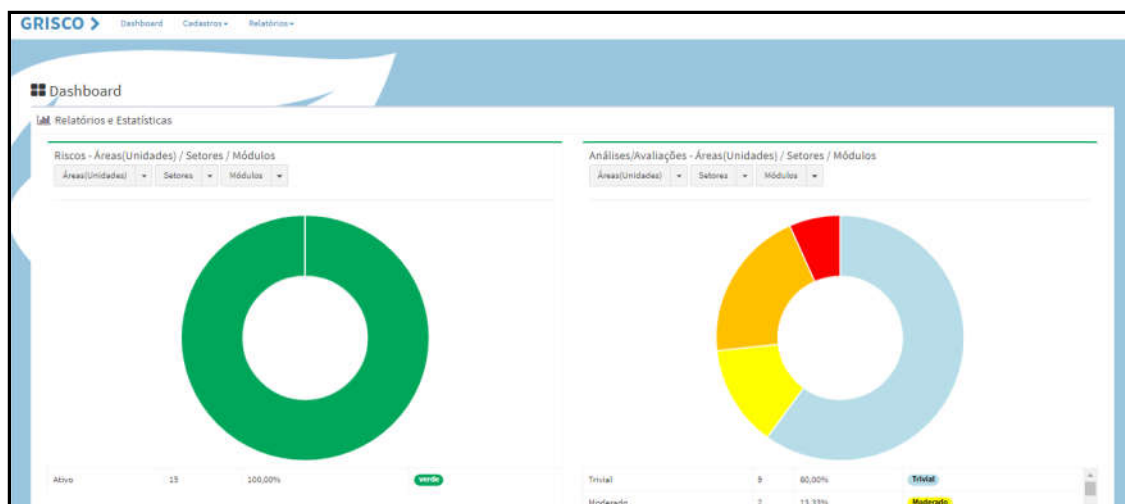 GRISCO > Dashboard Cadastros Relatórios
Dashboard
Relatórios e Estatísticas
Riscos - Áreas(Unidades) / Setores / Módulos
Áreas(Unidades) Setores Módulos
Ativo 15 100,00% verde
Análises/Avaliações - Áreas(Unidades) / Setores / Módulos
Áreas(Unidades) Setores Módulos
Trivial 9 60,00% Trivial
Moderado 2 13,33% Moderado